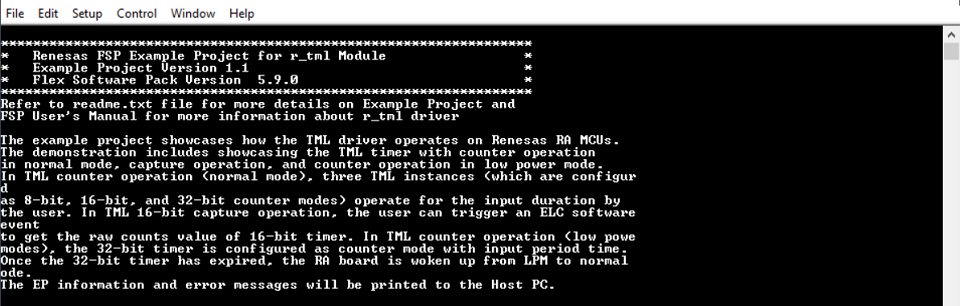 File Edit Setup Control Window Help
******************************************************************
* Renesas FSP Example Project for r_tml Module *
* Example Project Version 1.1 *
* Flex Software Pack Version 5.9.0 *
******************************************************************
Refer to readme.txt file for more details on Example Project and
FSP User's Manual for more information about r_tml driver
The example project showcases how the TML driver operates on Renesas RA MCUs.
The demonstration includes showcasing the TML timer with counter operation
in normal mode, capture operation, and counter operation in low power mode.
In TML counter operation (normal mode), three TML instances (which are configur
d
as 8-bit, 16-bit, and 32-bit counter modes) operate for the input duration by
the user. In TML 16-bit capture operation, the user can trigger an ELC software
event
to get the raw counts value of 16-bit timer. In TML counter operation (low powe
modes), the 32-bit timer is configured as counter mode with input period time.
Once the 32-bit timer has expired, the RA board is woken up from LPM to normal
ode.
The EP information and error messages will be printed to the Host PC.